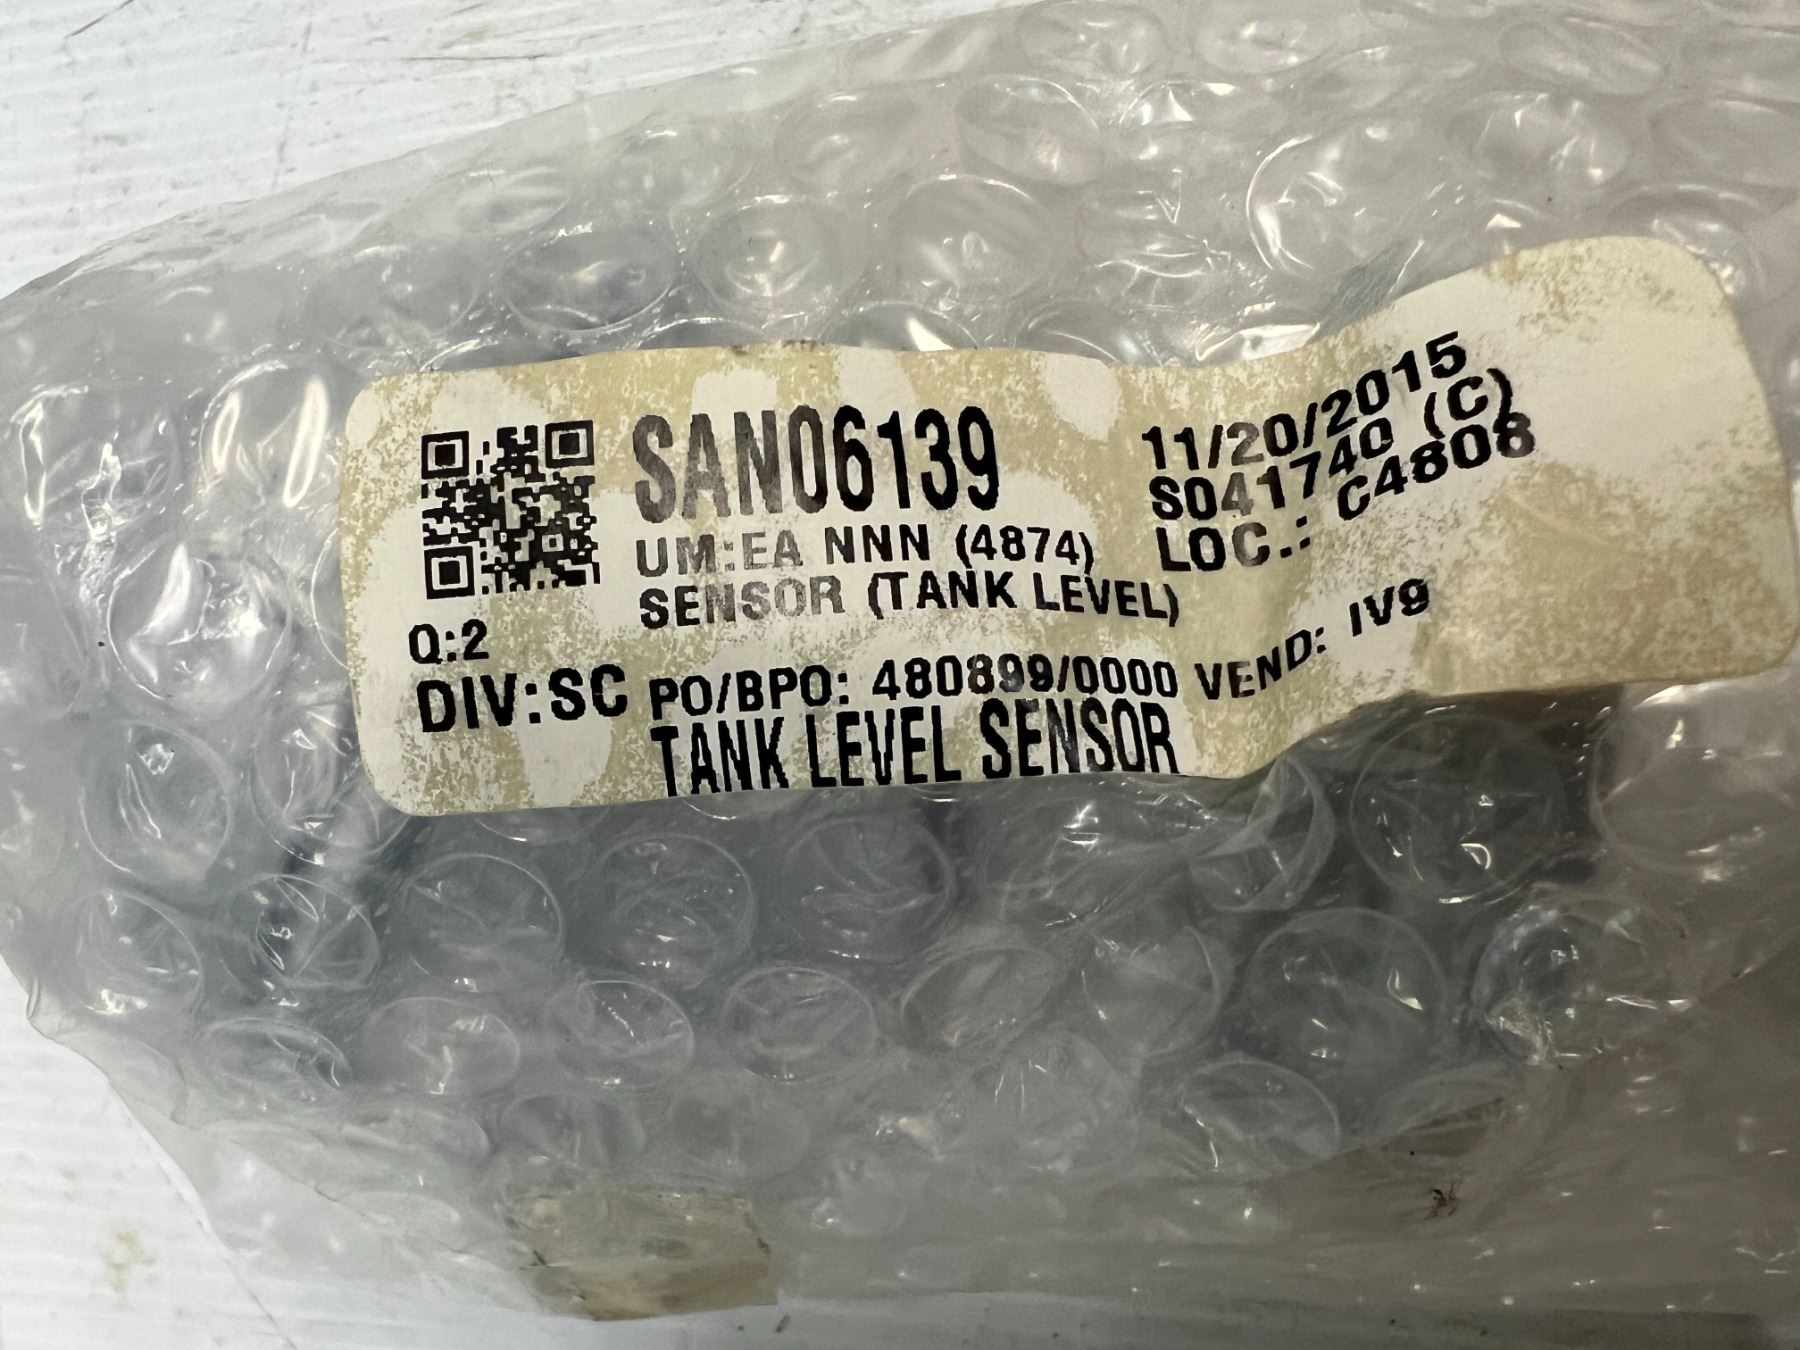 SAN06139
11/20/2015
S041740 (C)
UM:EA NNN (4874)
LOC.: C4808
SENSOR (TANK LEVEL)
Q:2
DIV:SC PO/BPO: 480899/0000 VEND: IV9
TANK LEVEL SENSOR